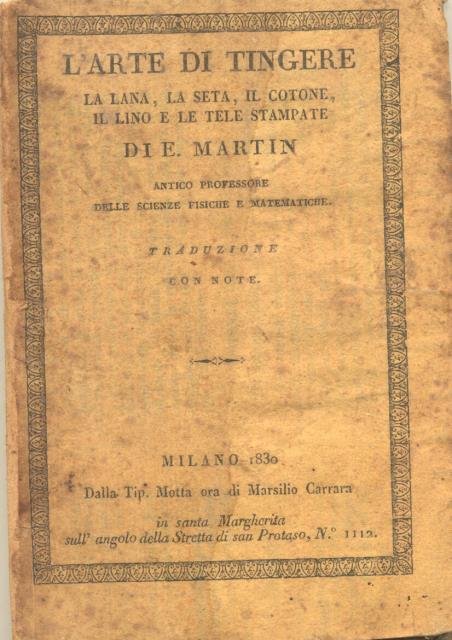 L'ARTE DI TINGERE
LA LANA, LA SETA, IL COTONE,
IL LINO E LE TELE STAMPATE
DI E. MARTIN
ANTICO PROFESSORE
DELLE SCIENZE FISICHE E MATEMATICHE.
TRADUZIONE
CON NOTE.
MILANO 1830
Dalla Tip. Motta ora di Marsilio Carrara
in santa Margherita
sull' angolo della Stretta di san Protaso, N.º 1112.